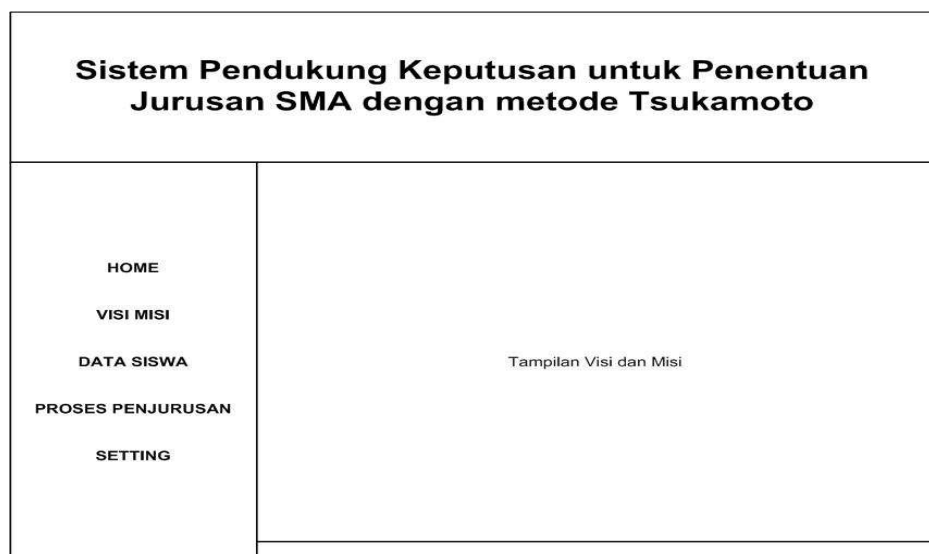 Sistem Pendukung Keputusan untuk Penentuan
Jurusan SMA dengan metode Tsukamoto
HOME
VISI MISI
DATA SISWA
PROSES PENJURUSAN
SETTING
Tampilan Visi dan Misi